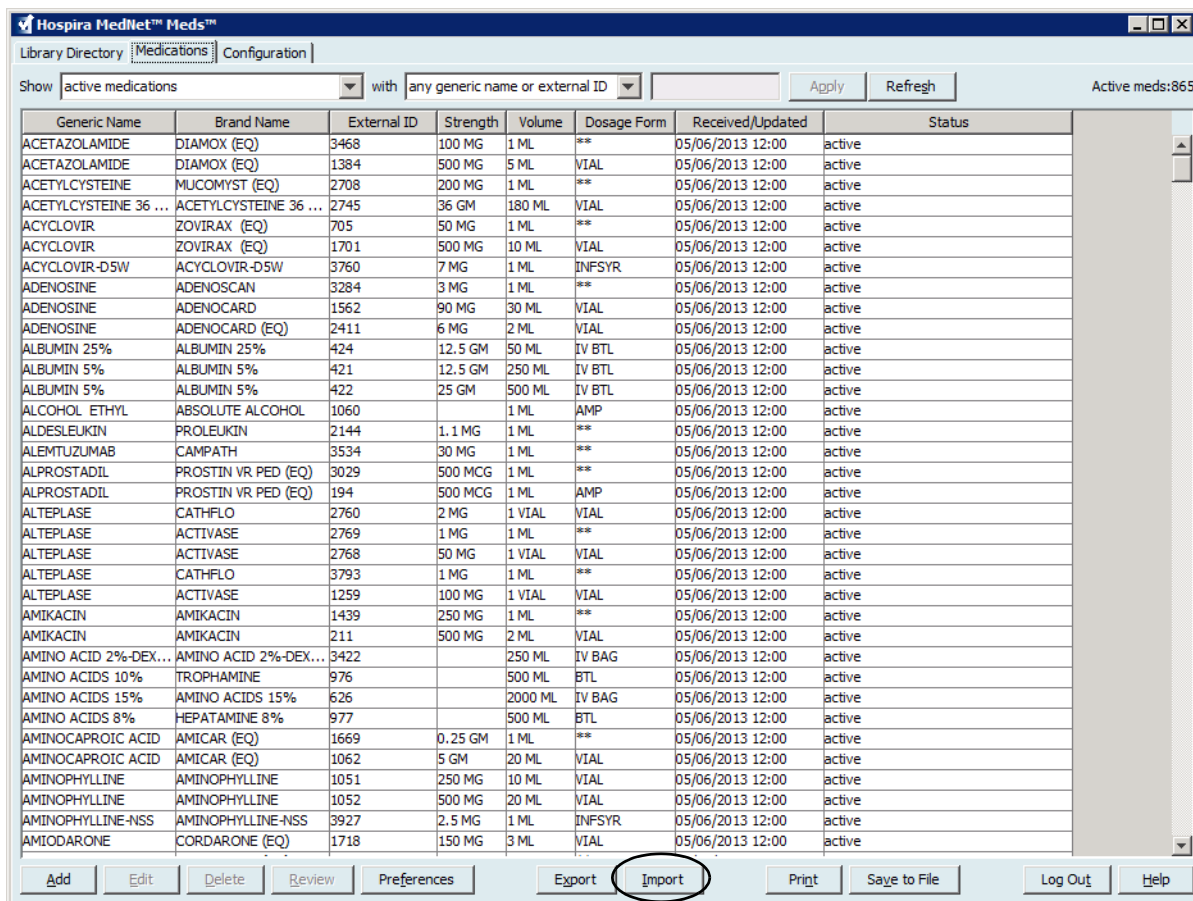 Hospira MedNet™ Meds™
Library Directory Medications Configuration
Show active medications with any generic name or external ID Apply Refresh Active meds:865
Generic Name Brand Name External ID Strength Volume Dosage Form Received/Updated Status
ACETAZOLAMIDE DIAMOX (EQ) 3468 100 MG 1 ML ** 05/06/2013 12:00 active
ACETAZOLAMIDE DIAMOX (EQ) 1384 500 MG 5 ML VIAL 05/06/2013 12:00 active
ACETYLCYSTEINE MUCOMYST (EQ) 2708 200 MG 1 ML ** 05/06/2013 12:00 active
ACETYLCYSTEINE 36 ... ACETYLCYSTEINE 36 ... 2745 36 GM 180 ML VIAL 05/06/2013 12:00 active
ACYCLOVIR ZOVIRAX (EQ) 705 50 MG 1 ML ** 05/06/2013 12:00 active
ACYCLOVIR ZOVIRAX (EQ) 1701 500 MG 10 ML VIAL 05/06/2013 12:00 active
ACYCLOVIR-D5W ACYCLOVIR-D5W 3760 7 MG 1 ML INFSYR 05/06/2013 12:00 active
ADENOSINE ADENOSCAN 3284 3 MG 1 ML ** 05/06/2013 12:00 active
ADENOSINE ADENOCARD 1562 90 MG 30 ML VIAL 05/06/2013 12:00 active
ADENOSINE ADENOCARD (EQ) 2411 6 MG 2 ML VIAL 05/06/2013 12:00 active
ALBUMIN 25% ALBUMIN 25% 424 12.5 GM 50 ML IV BTL 05/06/2013 12:00 active
ALBUMIN 5% ALBUMIN 5% 421 12.5 GM 250 ML IV BTL 05/06/2013 12:00 active
ALBUMIN 5% ALBUMIN 5% 422 25 GM 500 ML IV BTL 05/06/2013 12:00 active
ALCOHOL ETHYL ABSOLUTE ALCOHOL 1060 1 ML AMP 05/06/2013 12:00 active
ALDESLEUKIN PROLEUKIN 2144 1.1 MG 1 ML ** 05/06/2013 12:00 active
ALEMTUZUMAB CAMPATH 3534 30 MG 1 ML ** 05/06/2013 12:00 active
ALPROSTADIL PROSTIN VR PED (EQ) 3029 500 MCG 1 ML ** 05/06/2013 12:00 active
ALPROSTADIL PROSTIN VR PED (EQ) 194 500 MCG 1 ML AMP 05/06/2013 12:00 active
ALTEPLASE CATHFLO 2760 2 MG 1 VIAL VIAL 05/06/2013 12:00 active
ALTEPLASE ACTIVASE 2769 1 MG 1 ML ** 05/06/2013 12:00 active
ALTEPLASE ACTIVASE 2768 50 MG 1 VIAL VIAL 05/06/2013 12:00 active
ALTEPLASE CATHFLO 3793 1 MG 1 ML ** 05/06/2013 12:00 active
ALTEPLASE ACTIVASE 1259 100 MG 1 VIAL VIAL 05/06/2013 12:00 active
AMIKACIN AMIKACIN 1439 250 MG 1 ML ** 05/06/2013 12:00 active
AMIKACIN AMIKACIN 211 500 MG 2 ML VIAL 05/06/2013 12:00 active
AMINO ACID 2%-DEX... AMINO ACID 2%-DEX... 3422 250 ML IV BAG 05/06/2013 12:00 active
AMINO ACIDS 10% TROPHAMINE 976 500 ML BTL 05/06/2013 12:00 active
AMINO ACIDS 15% AMINO ACIDS 15% 626 2000 ML IV BAG 05/06/2013 12:00 active
AMINO ACIDS 8% HEPATAMINE 8% 977 500 ML BTL 05/06/2013 12:00 active
AMINOCAPROIC ACID AMICAR (EQ) 1669 0.25 GM 1 ML ** 05/06/2013 12:00 active
AMINOCAPROIC ACID AMICAR (EQ) 1062 5 GM 20 ML VIAL 05/06/2013 12:00 active
AMINOPHYLLINE AMINOPHYLLINE 1051 250 MG 10 ML VIAL 05/06/2013 12:00 active
AMINOPHYLLINE AMINOPHYLLINE 1052 500 MG 20 ML VIAL 05/06/2013 12:00 active
AMINOPHYLLINE-NSS AMINOPHYLLINE-NSS 3927 2.5 MG 1 ML INFSYR 05/06/2013 12:00 active
AMIODARONE CORDARONE (EQ) 1718 150 MG 3 ML VIAL 05/06/2013 12:00 active
Add Edit Delete Review Preferences Export Import Print Save to File Log Out Help